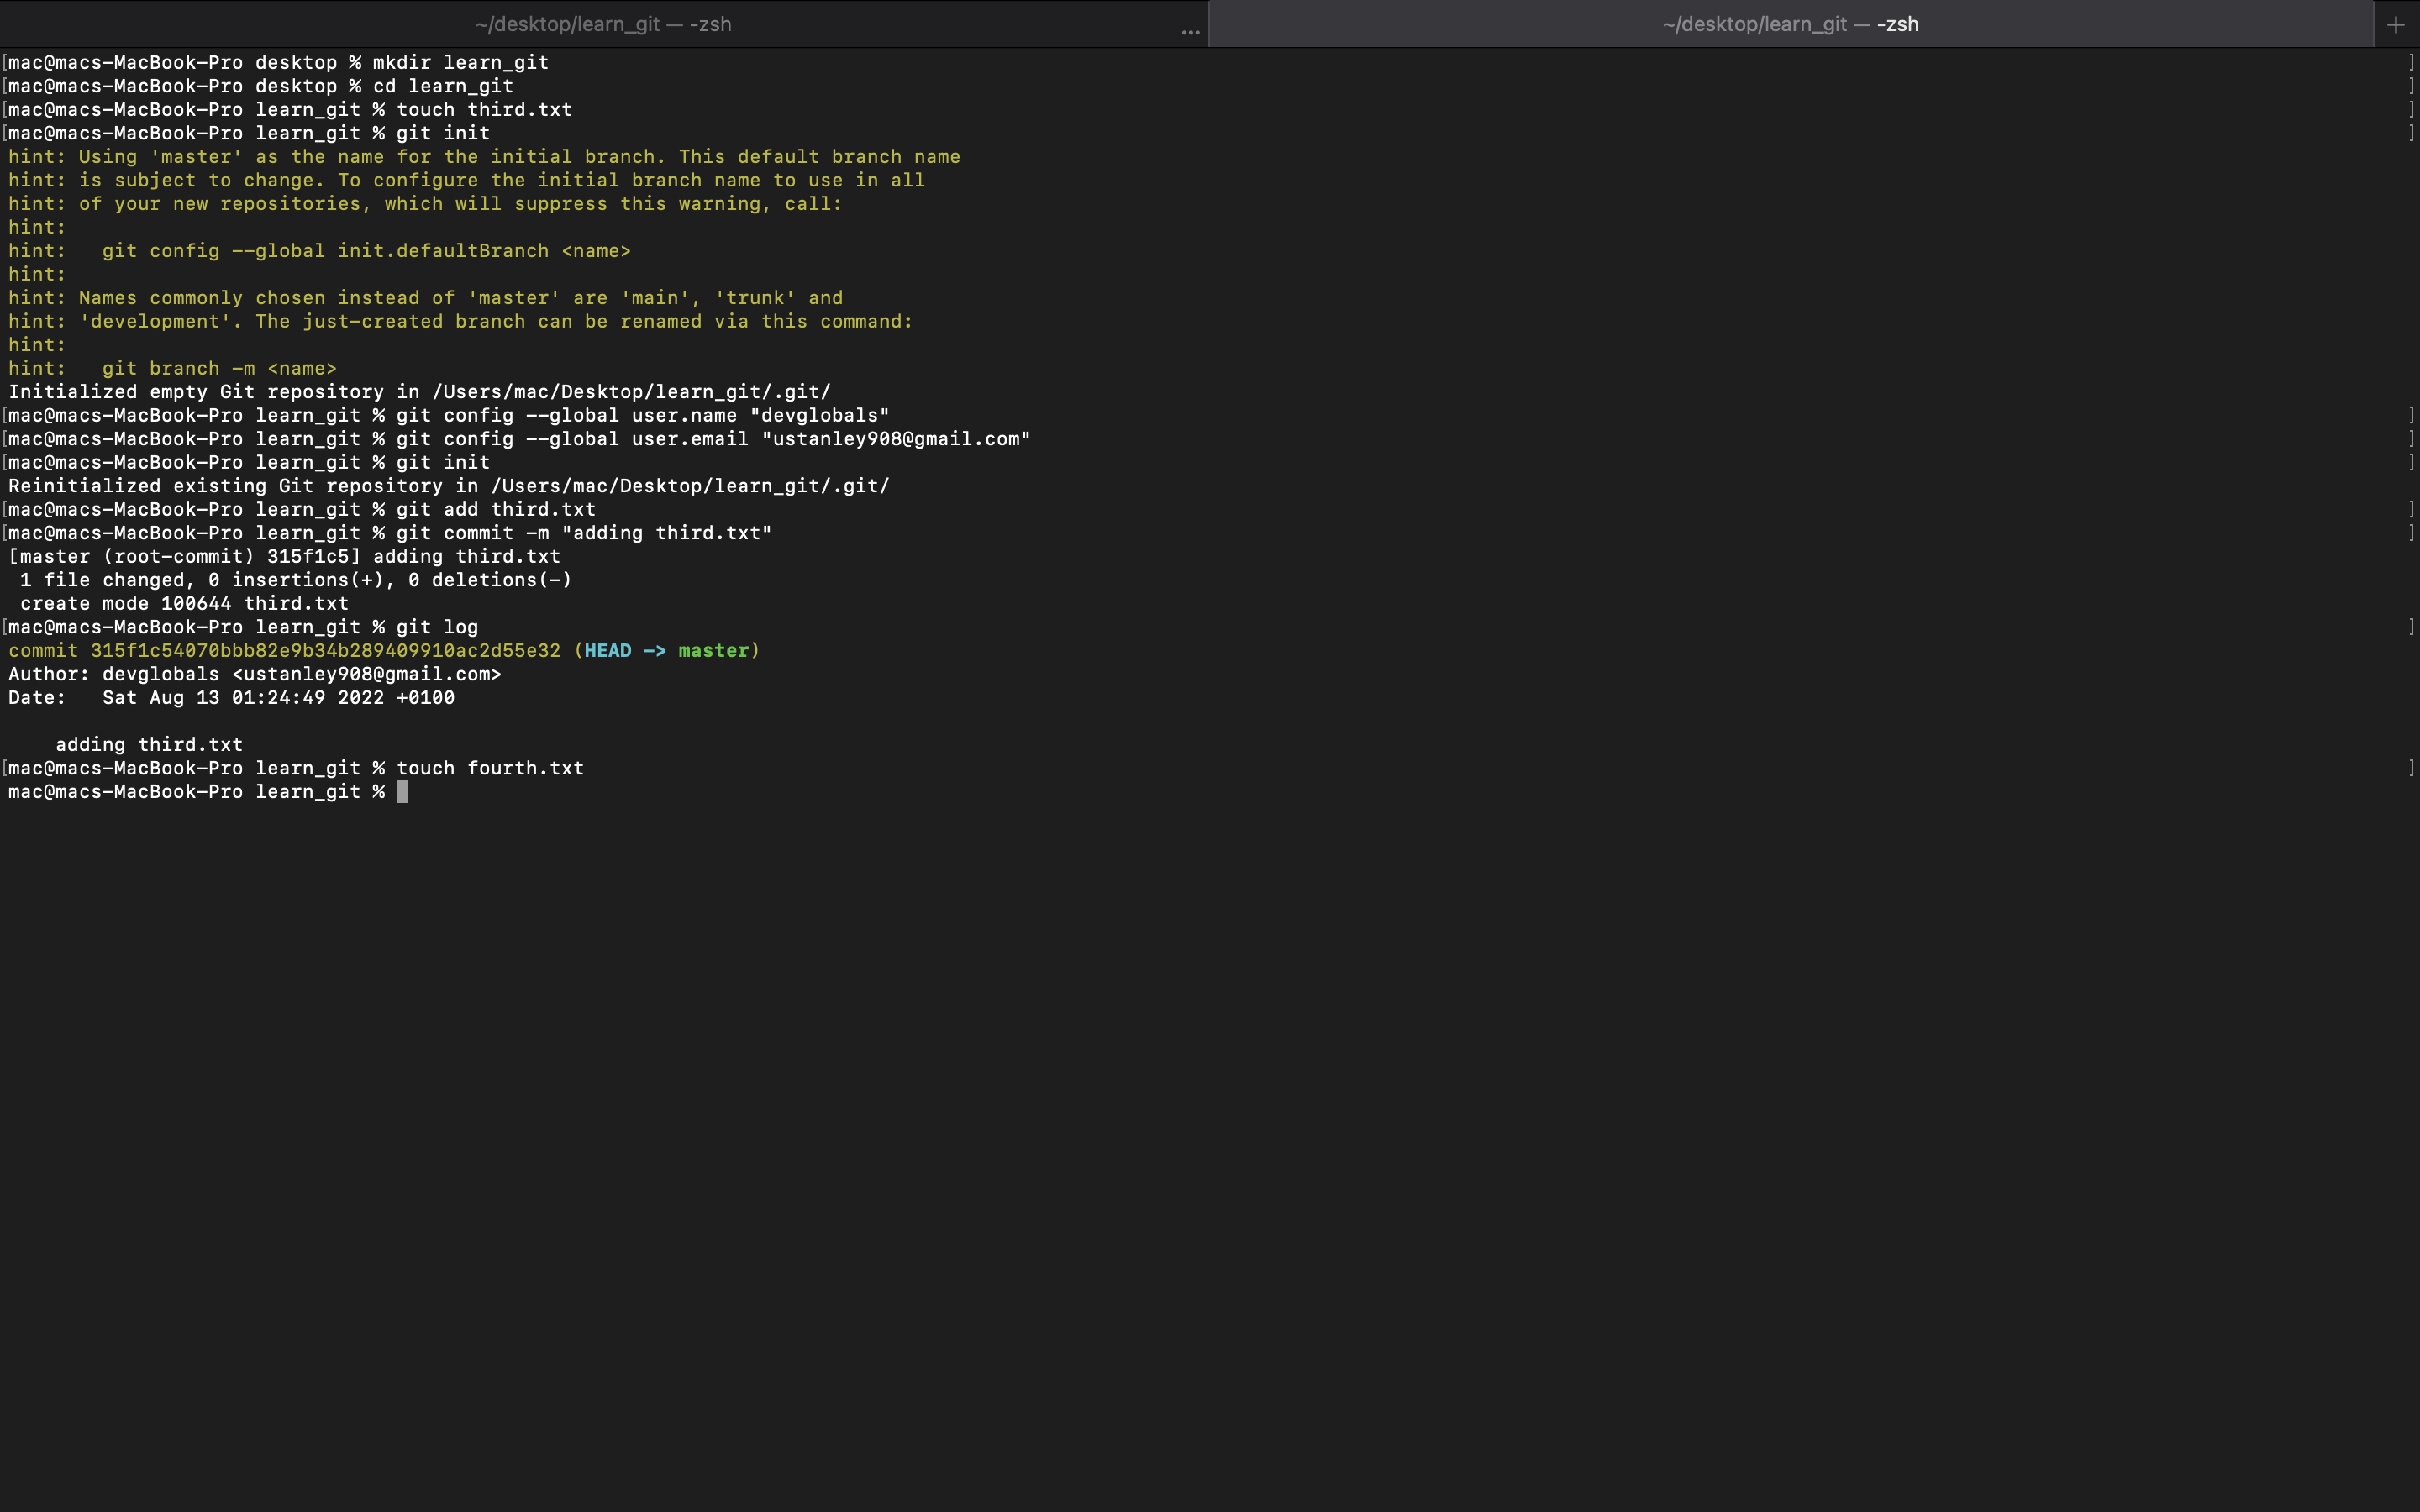 ~/desktop/learn_git — -zsh ... ~/desktop/learn_git — -zsh +
[mac@macs-MacBook-Pro desktop % mkdir learn_git ]
[mac@macs-MacBook-Pro desktop % cd learn_git ]
[mac@macs-MacBook-Pro learn_git % touch third.txt ]
[mac@macs-MacBook-Pro learn_git % git init ]
hint: Using 'master' as the name for the initial branch. This default branch name
hint: is subject to change. To configure the initial branch name to use in all
hint: of your new repositories, which will suppress this warning, call:
hint:
hint:   git config --global init.defaultBranch <name>
hint:
hint: Names commonly chosen instead of 'master' are 'main', 'trunk' and
hint: 'development'. The just-created branch can be renamed via this command:
hint:
hint:   git branch -m <name>
Initialized empty Git repository in /Users/mac/Desktop/learn_git/.git/
[mac@macs-MacBook-Pro learn_git % git config --global user.name "devglobals" ]
[mac@macs-MacBook-Pro learn_git % git config --global user.email "ustanley908@gmail.com" ]
[mac@macs-MacBook-Pro learn_git % git init ]
Reinitialized existing Git repository in /Users/mac/Desktop/learn_git/.git/
[mac@macs-MacBook-Pro learn_git % git add third.txt ]
[mac@macs-MacBook-Pro learn_git % git commit -m "adding third.txt" ]
[master (root-commit) 315f1c5] adding third.txt
 1 file changed, 0 insertions(+), 0 deletions(-)
 create mode 100644 third.txt
[mac@macs-MacBook-Pro learn_git % git log ]
commit 315f1c54070bbb82e9b34b289409910ac2d55e32 (HEAD -> master)
Author: devglobals <ustanley908@gmail.com>
Date:   Sat Aug 13 01:24:49 2022 +0100
    adding third.txt
[mac@macs-MacBook-Pro learn_git % touch fourth.txt ]
mac@macs-MacBook-Pro learn_git %